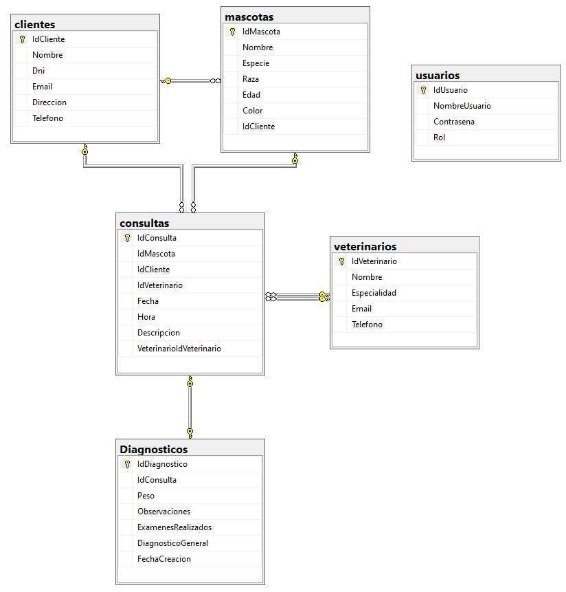 clientes
IdCliente
Nombre
Dni
Email
Direccion
Telefono
mascotas
IdMascota
Nombre
Especie
Raza
Edad
Color
IdCliente
usuarios
IdUsuario
NombreUsuario
Contrasena
Rol
consultas
IdConsulta
IdMascota
IdCliente
IdVeterinario
Fecha
Hora
Descripcion
VeterinarioIdVeterinario
veterinarios
IdVeterinario
Nombre
Especialidad
Email
Telefono
Diagnosticos
IdDiagnostico
IdConsulta
Peso
Observaciones
ExamenesRealizados
DiagnosticoGeneral
FechaCreacion